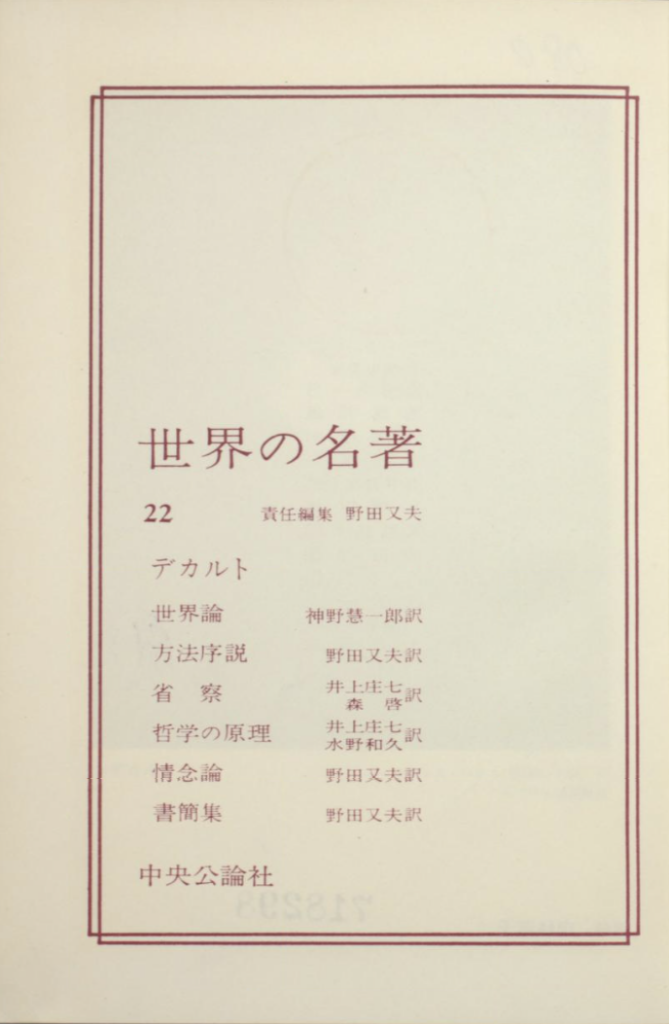 世界の名著
22 責任編集 野田又夫
デカルト
世界論 神野慧一郎訳
方法序説 野田又夫訳
省察 井上庄七 森啓 訳
哲学の原理 井上庄七 水野和久 訳
情念論 野田又夫訳
書簡集 野田又夫訳
中央公論社
718298